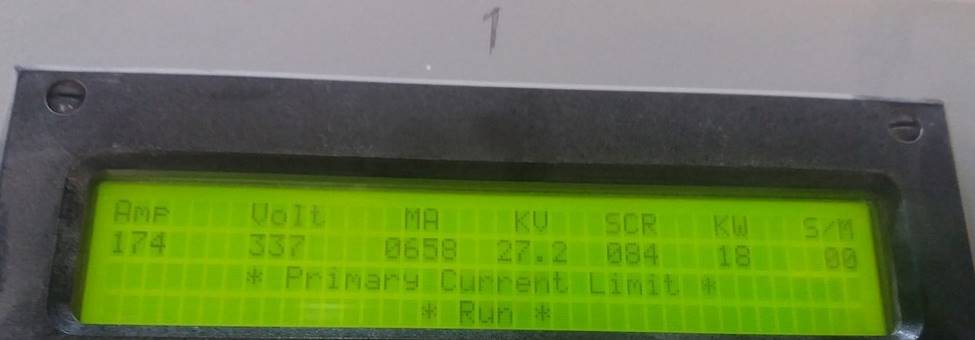 1
Amp Volt MA KV SCR KW S/M
174 337 0658 27.2 084 18 00
* Primary Current Limit *
* Run *